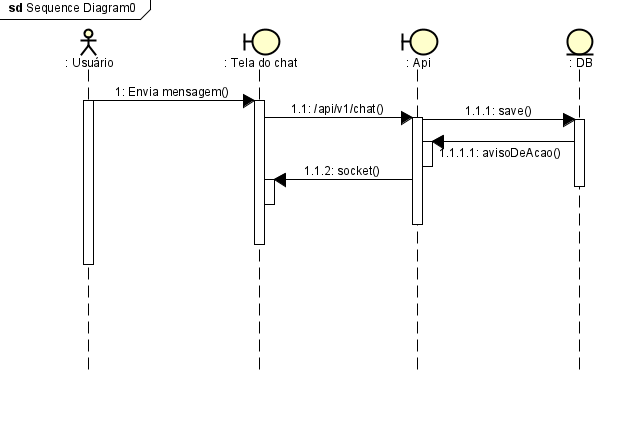 sd Sequence Diagram0
: Usuário
: Tela do chat
: Api
: DB
1: Envia mensagem()
1.1: /api/v1/chat()
1.1.1: save()
1.1.1.1: avisoDeAcao()
1.1.2: socket()